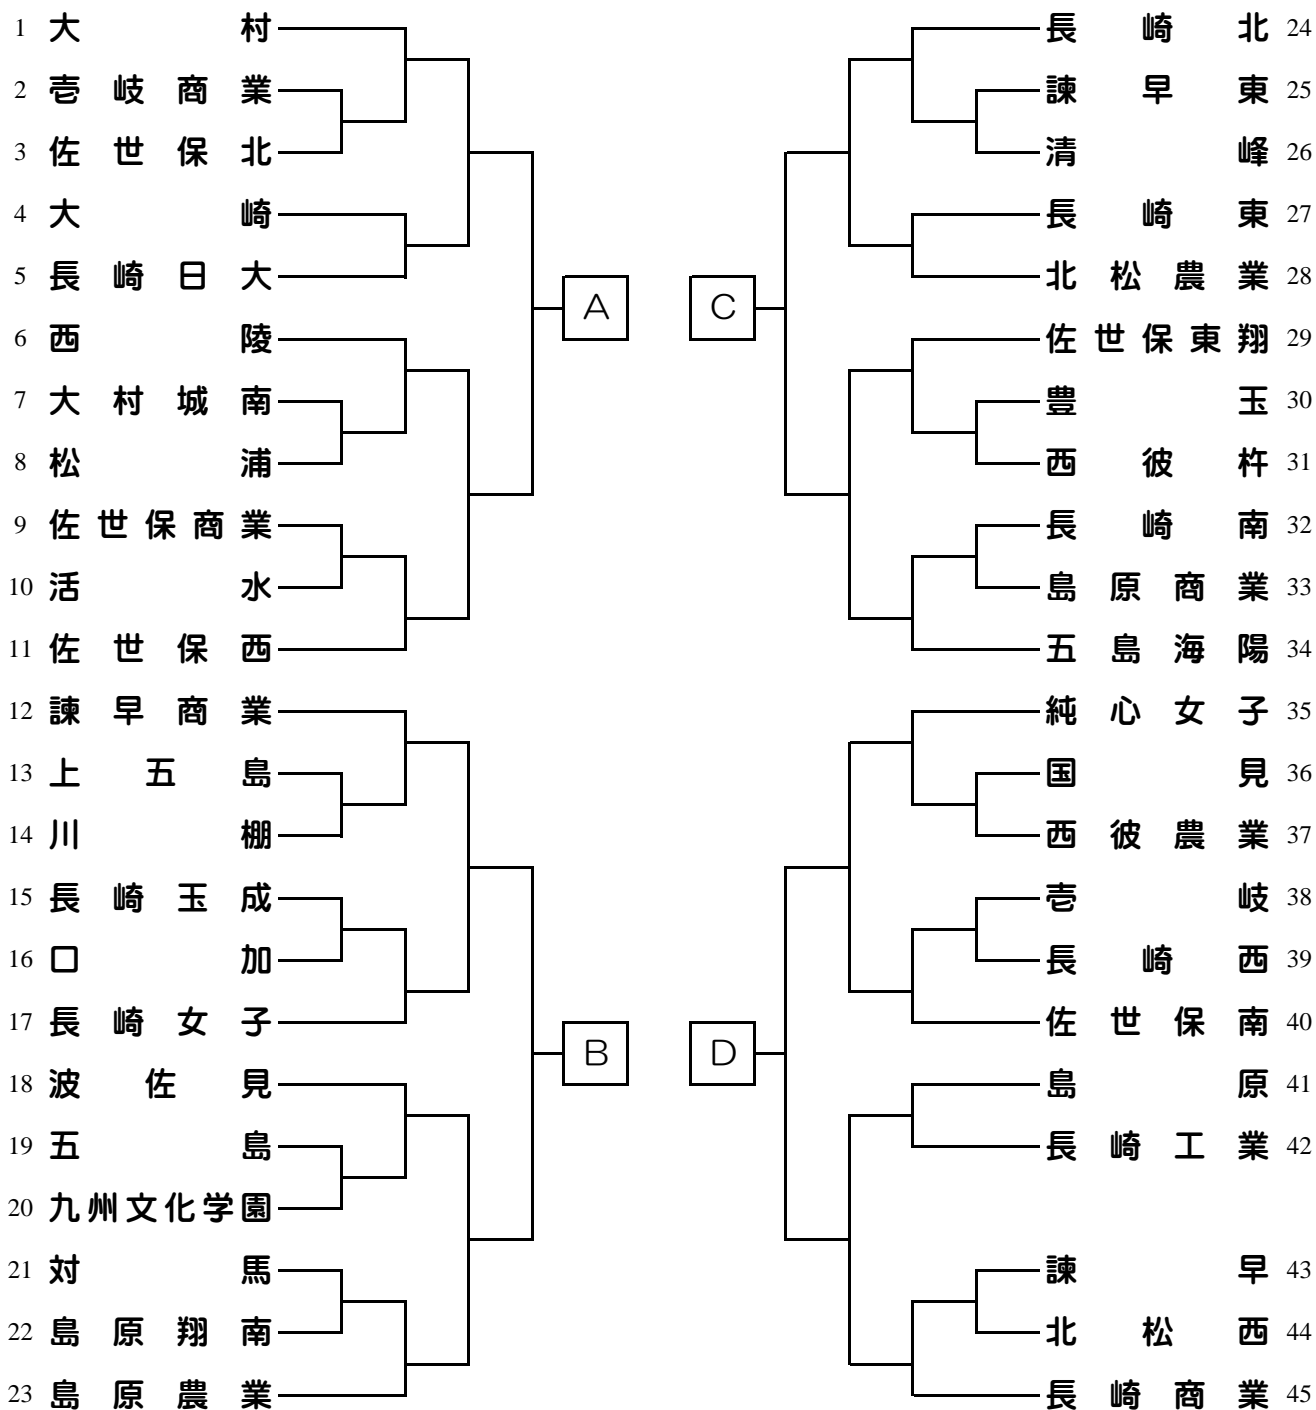 1 大村
2 壱岐商業
3 佐世保北
4 大崎
5 長崎日大
6 西陵
7 大村城南
8 松浦
9 佐世保商業
10 活水
11 佐世保西
12 諫早商業
13 上五島
14 川棚
15 長崎玉成
16 口加
17 長崎女子
18 波佐見
19 五島
20 九州文化学園
21 対馬
22 島原翔南
23 島原農業
A
B
C
D
長崎北 24
諫早東 25
清峰 26
長崎東 27
北松農業 28
佐世保東翔 29
豊玉 30
西彼杵 31
長崎南 32
島原商業 33
五島海陽 34
純心女子 35
国見 36
西彼農業 37
壱岐 38
長崎西 39
佐世保南 40
島原 41
長崎工業 42
諫早 43
北松西 44
長崎商業 45